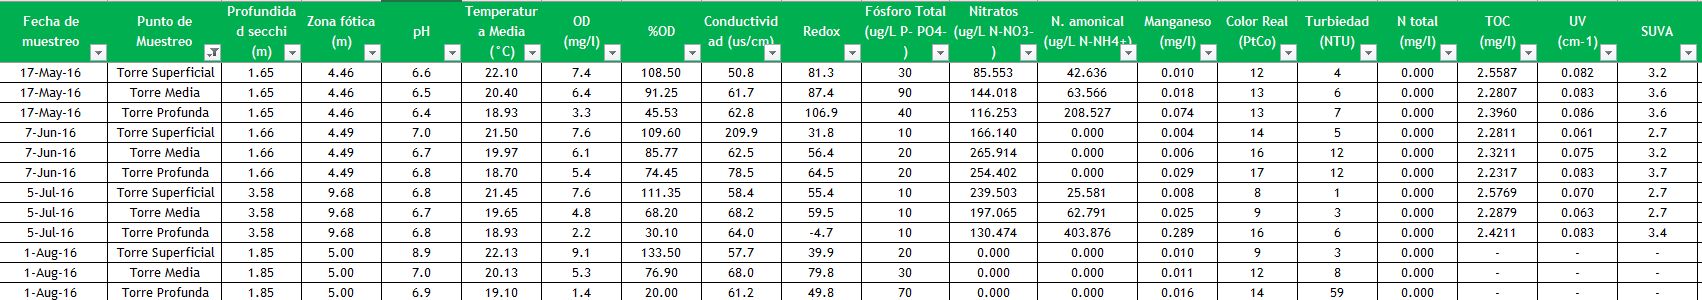 Fecha de muestreo	Punto de Muestreo	Profundidad secchi (m)	Zona fótica (m)	pH	Temperatura Media (°C)	OD (mg/l)	%OD	Conductividad (us/cm)	Redox	Fósforo Total (ug/L P- PO4-)	Nitratos (ug/L N-NO3-)	N. amonical (ug/L N-NH4+)	Manganeso (mg/l)	Color Real (PtCo)	Turbiedad (NTU)	N total (mg/l)	TOC (mg/l)	UV (cm-1)	SUVA
17-May-16	Torre Superficial	1.65	4.46	6.6	22.10	7.4	108.50	50.8	81.3	30	85.553	42.636	0.010	12	4	0.000	2.5587	0.082	3.2
17-May-16	Torre Media	1.65	4.46	6.5	20.40	6.4	91.25	61.7	87.4	90	144.018	63.566	0.018	13	6	0.000	2.2807	0.083	3.6
17-May-16	Torre Profunda	1.65	4.46	6.4	18.93	3.3	45.53	62.8	106.9	40	116.253	208.527	0.074	13	7	0.000	2.3960	0.086	3.6
7-Jun-16	Torre Superficial	1.66	4.49	7.0	21.50	7.6	109.60	209.9	31.8	10	166.140	0.000	0.004	14	5	0.000	2.2811	0.061	2.7
7-Jun-16	Torre Media	1.66	4.49	6.7	19.97	6.1	85.77	62.5	56.4	20	265.914	0.000	0.006	16	12	0.000	2.3211	0.075	3.2
7-Jun-16	Torre Profunda	1.66	4.49	6.8	18.70	5.4	74.45	78.5	64.5	20	254.402	0.000	0.029	17	12	0.000	2.2317	0.083	3.7
5-Jul-16	Torre Superficial	3.58	9.68	6.8	21.45	7.6	111.35	58.4	55.4	10	239.503	25.581	0.008	8	1	0.000	2.5769	0.070	2.7
5-Jul-16	Torre Media	3.58	9.68	6.7	19.65	4.8	68.20	68.2	59.5	10	197.065	62.791	0.025	9	3	0.000	2.2879	0.063	2.7
5-Jul-16	Torre Profunda	3.58	9.68	6.8	18.93	2.2	30.10	64.0	-4.7	10	130.474	403.876	0.289	16	6	0.000	2.4211	0.083	3.4
1-Aug-16	Torre Superficial	1.85	5.00	8.9	22.13	9.1	133.50	57.7	39.9	20	0.000	0.000	0.010	9	3	0.000	-	-	-
1-Aug-16	Torre Media	1.85	5.00	7.0	20.13	5.3	76.90	68.0	79.8	30	0.000	0.000	0.011	12	8	0.000	-	-	-
1-Aug-16	Torre Profunda	1.85	5.00	6.9	19.10	1.4	20.00	61.2	49.8	70	0.000	0.000	0.016	14	59	0.000	-	-	-